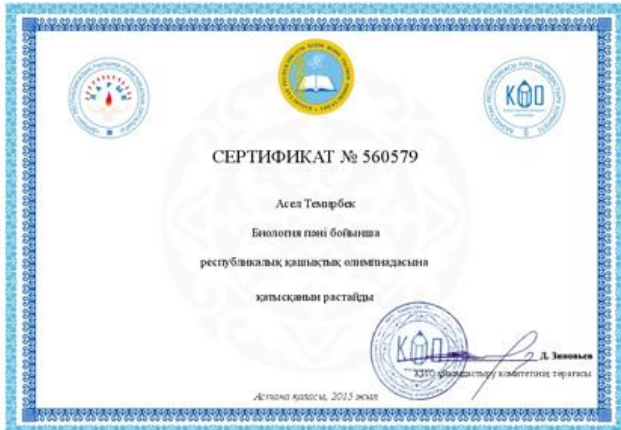 СЕРТИФИКАТ № 560579
Асел Темирбек
Биология пәні бойынша
республикалық қашықтық олимпиадасына
қатысқанын растайды
КИО
Д. Зиновьев
ұйымдастыру комитетінің төрағасы
Астана қаласы, 2015 жыл